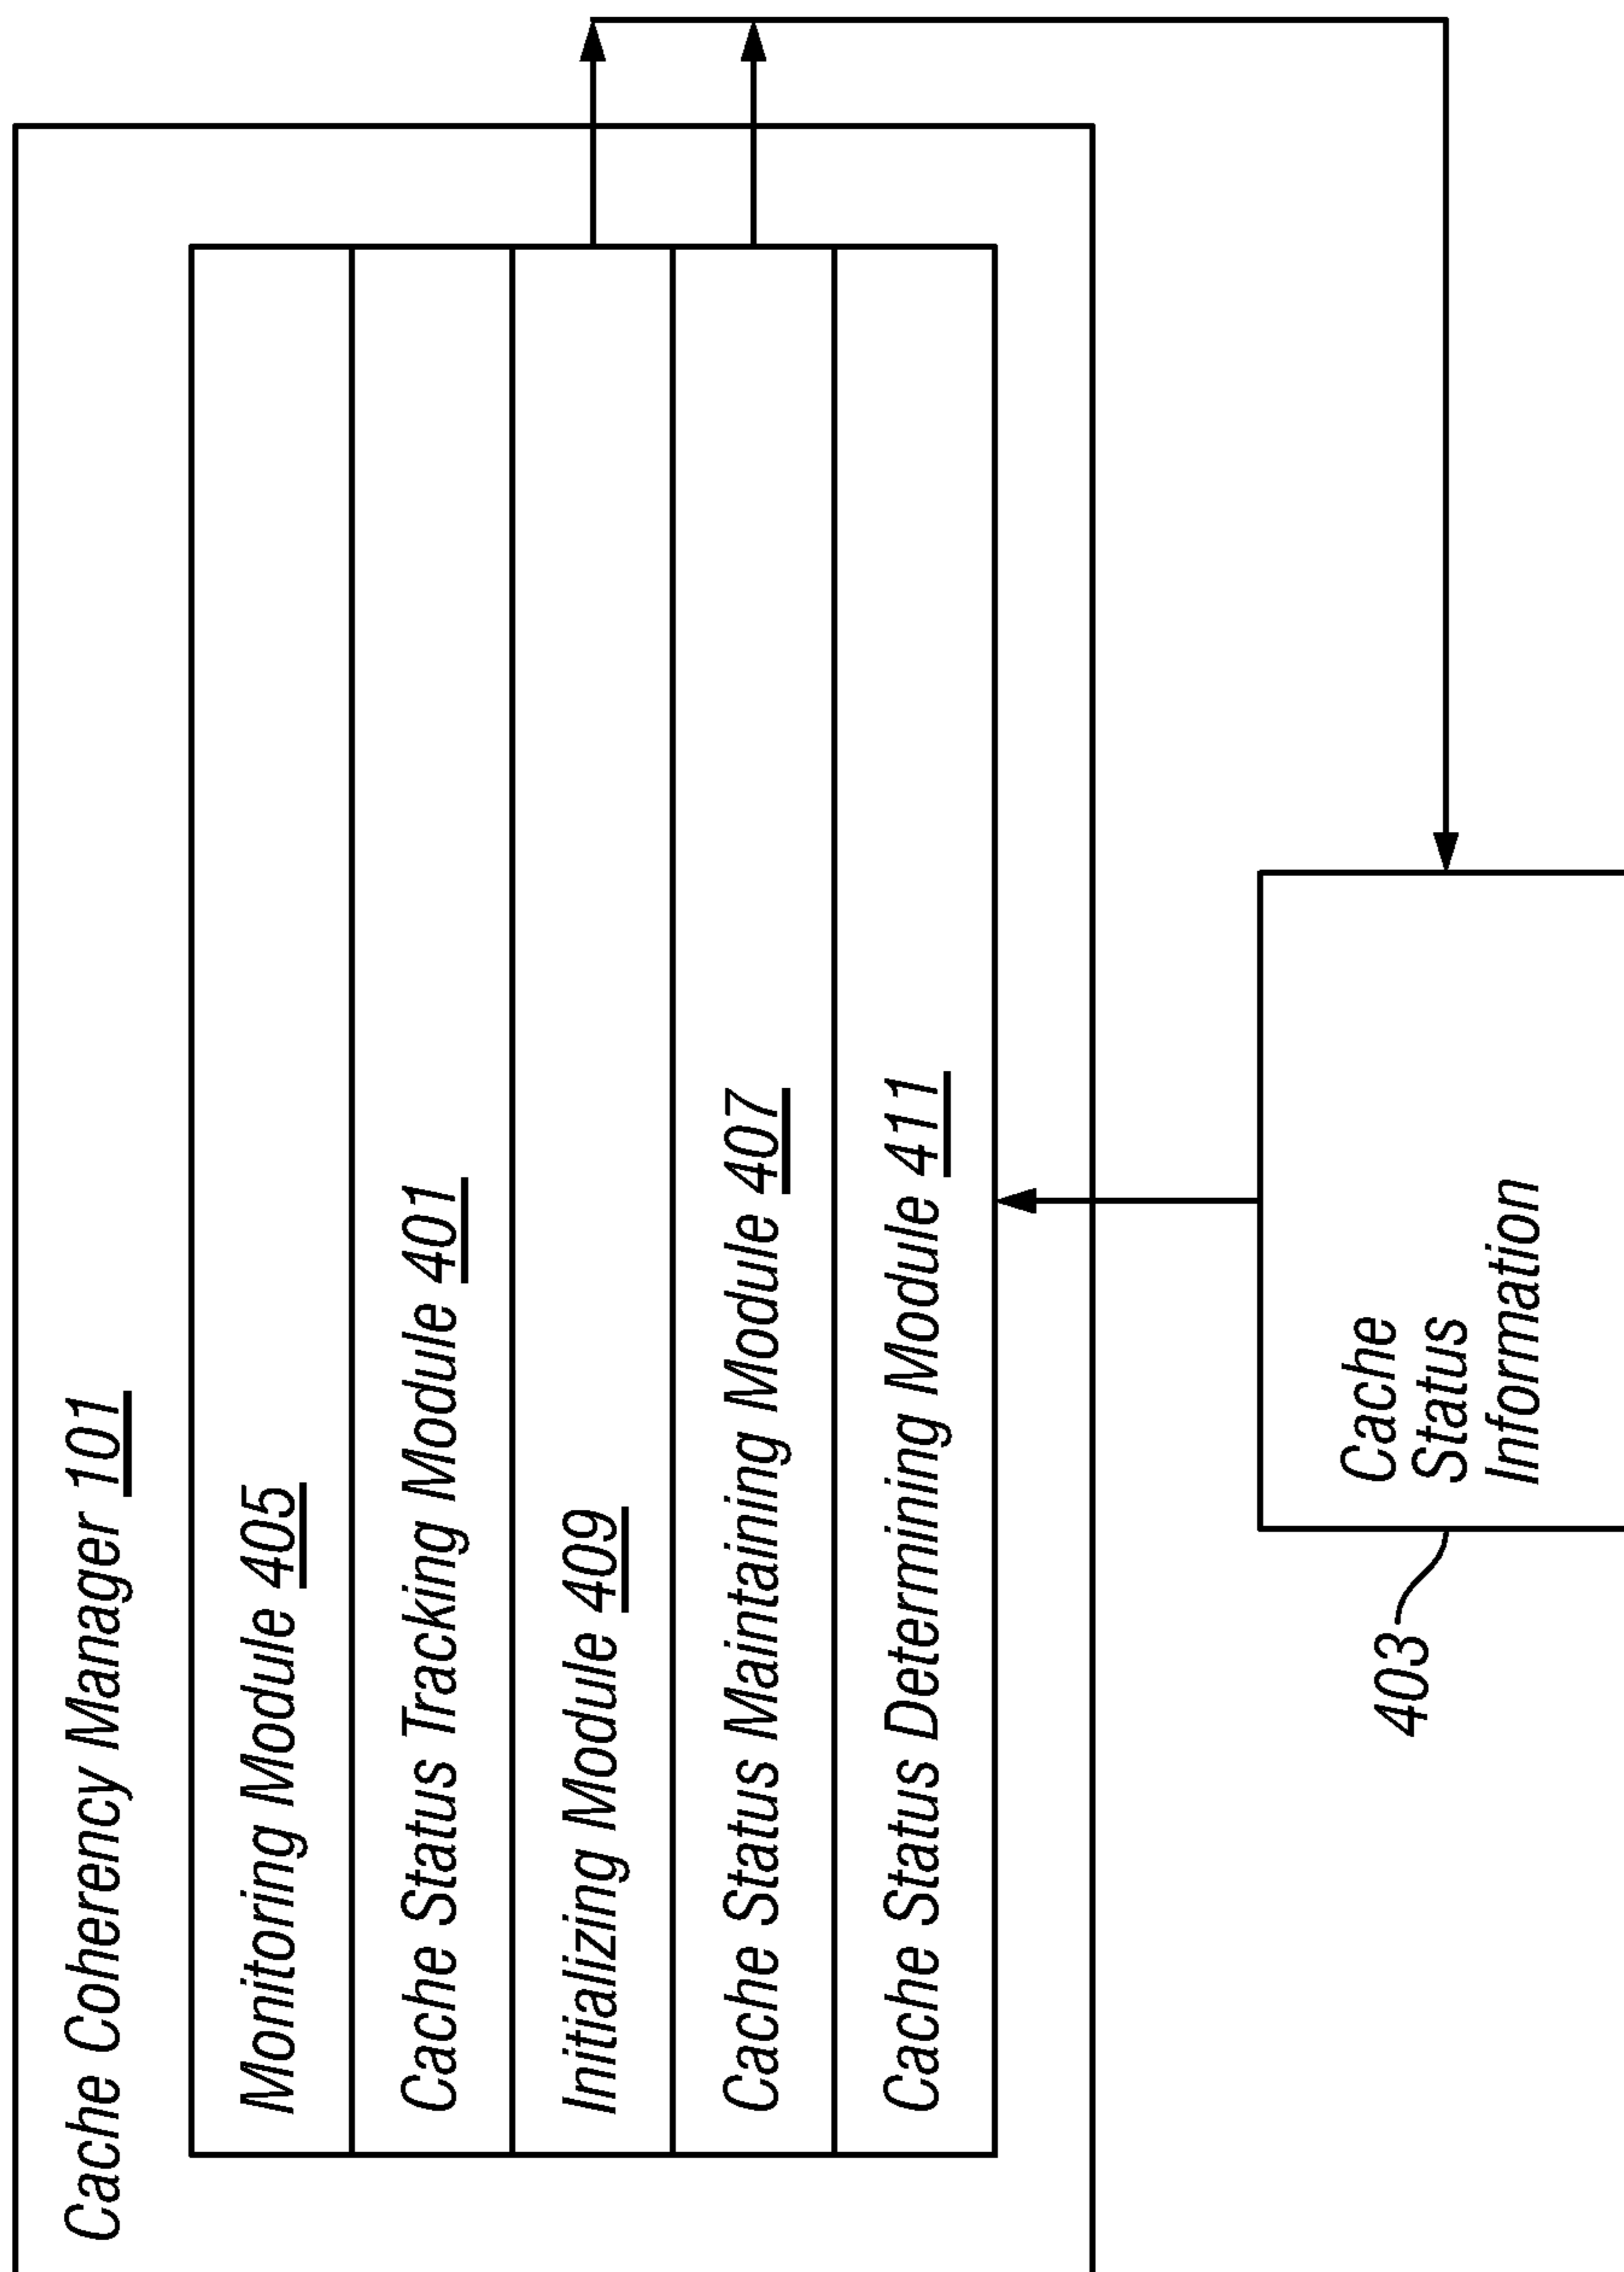 Cache Coherency Manager 101
Monitoring Module 405
Cache Status Tracking Module 401
Initializing Module 409
Cache Status Maintaining Module 407
Cache Status Determining Module 411
403
Cache
Status
Information